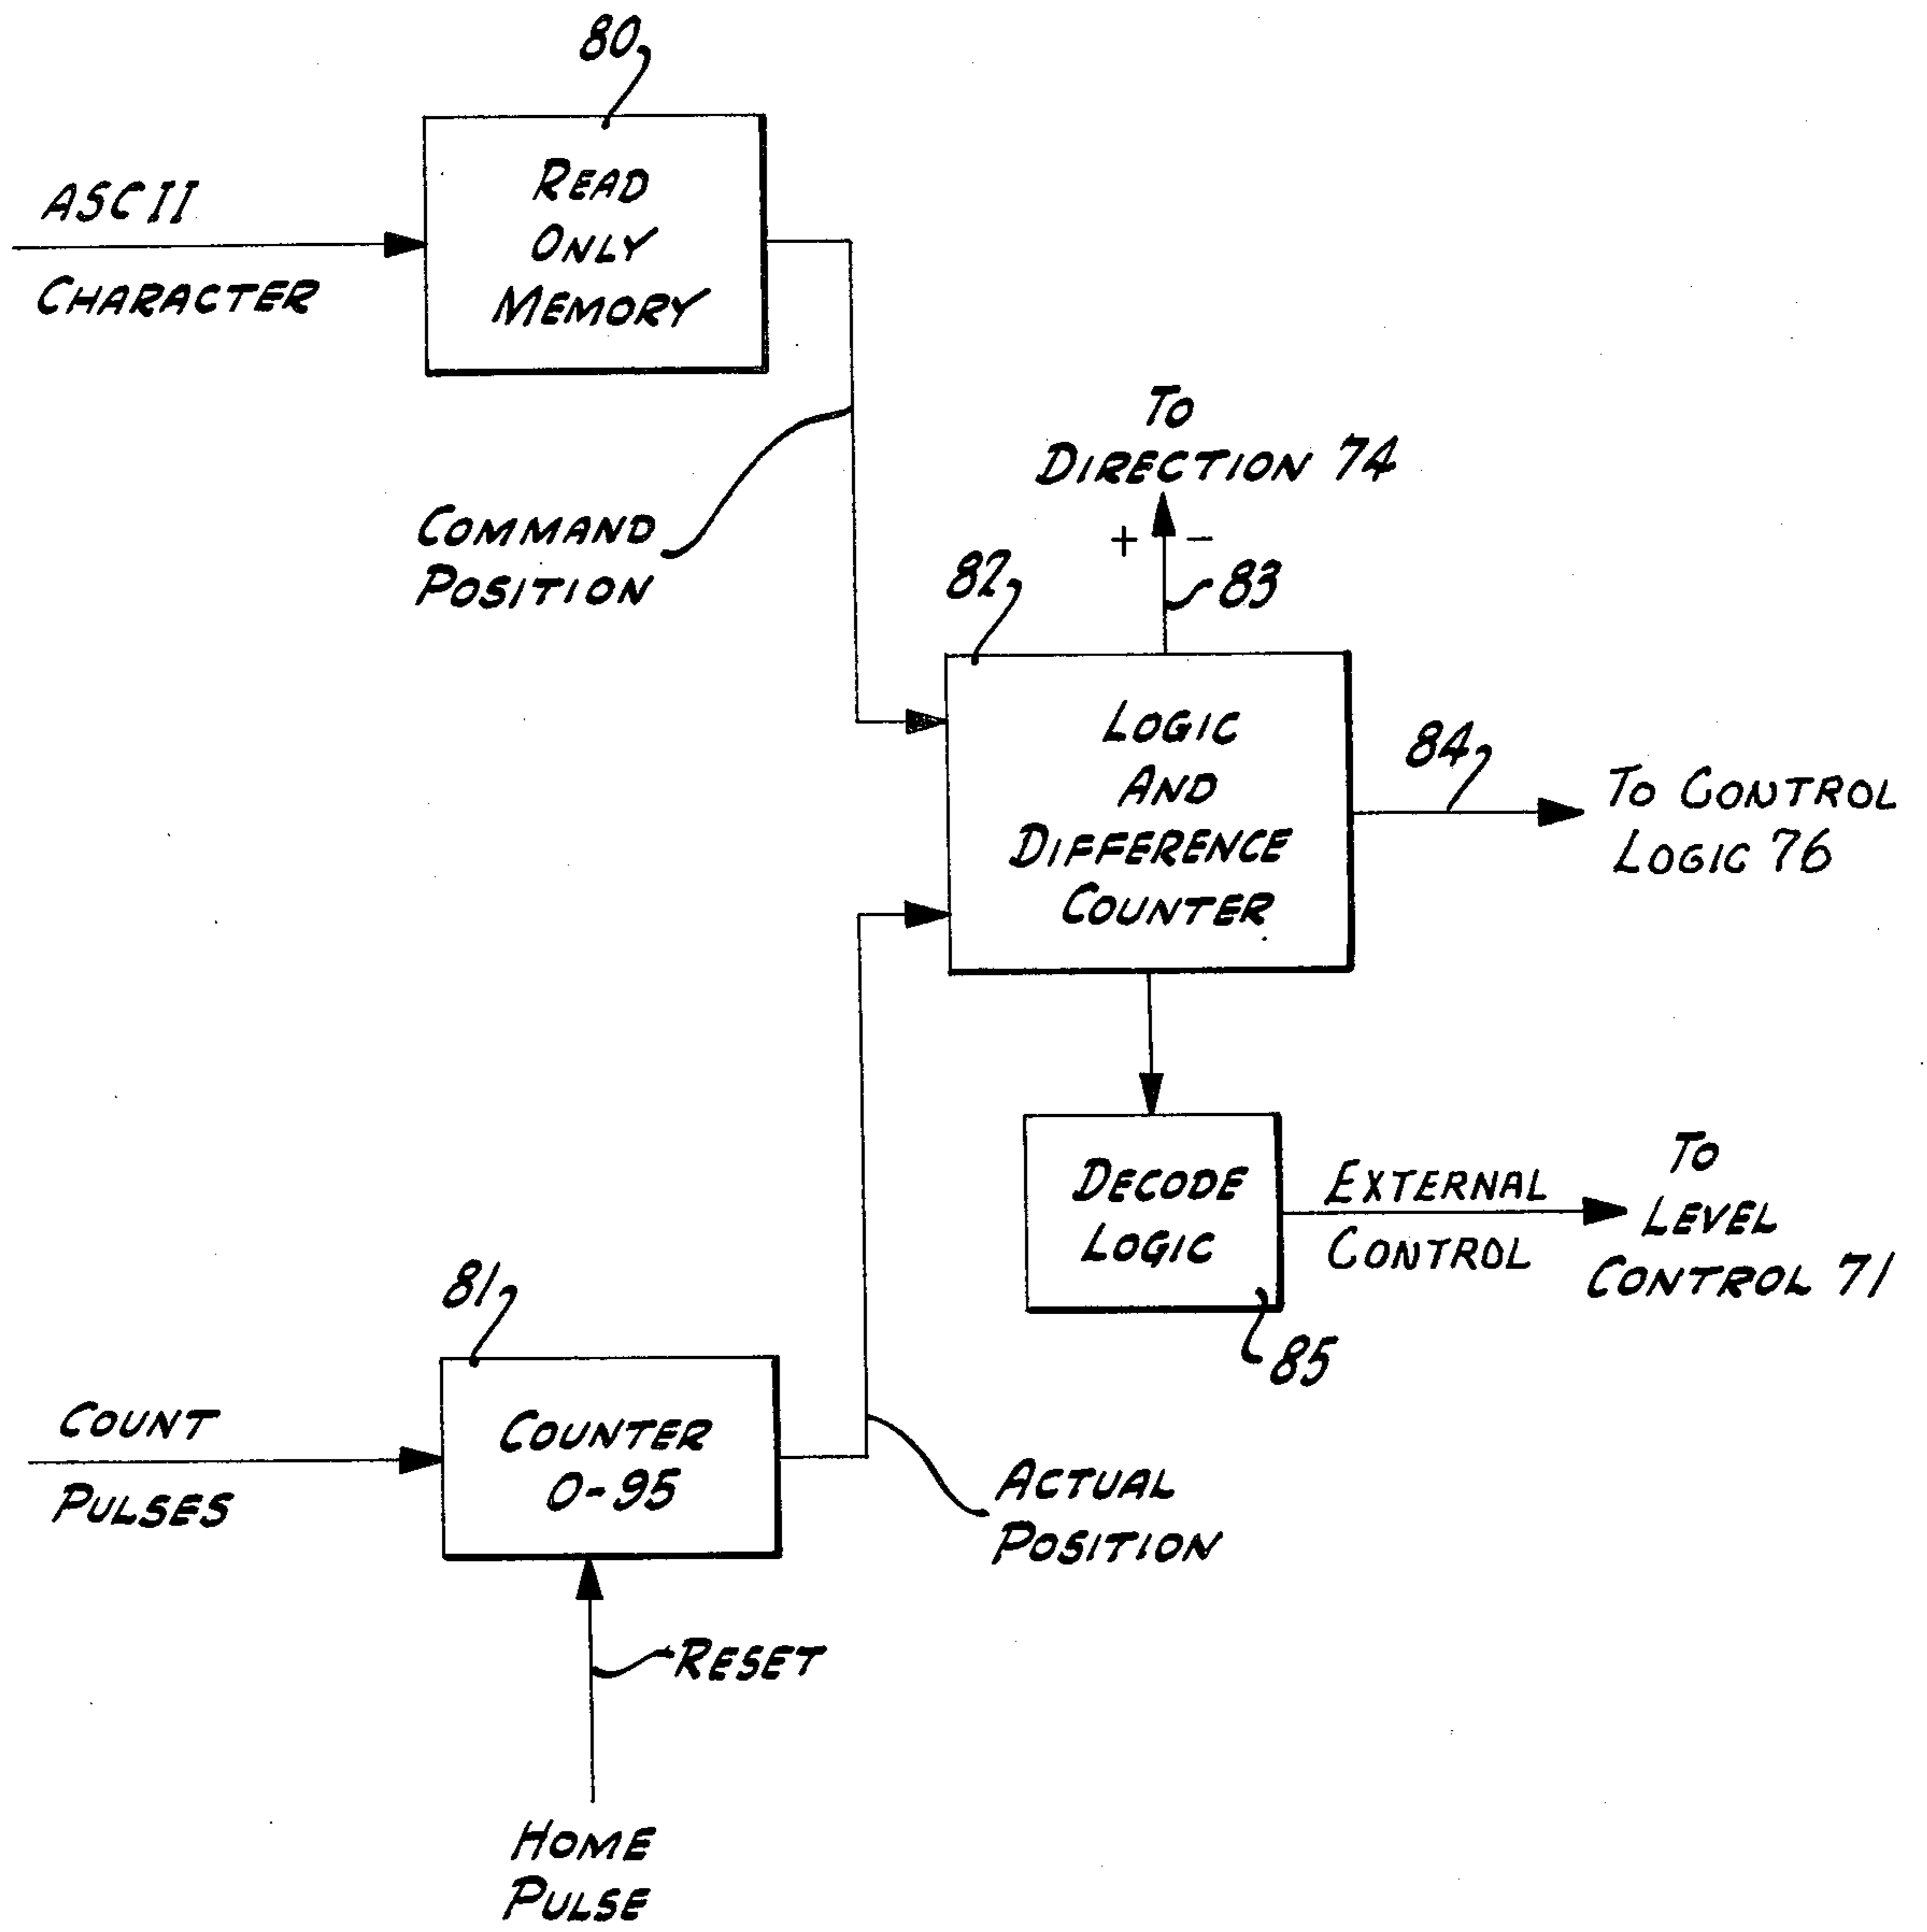 80
ASCII
CHARACTER
READ
ONLY
MEMORY
COMMAND
POSITION
TO
DIRECTION 74
+ -
83
82
LOGIC
AND
DIFFERENCE
COUNTER
84
TO CONTROL
LOGIC 76
DECODE
LOGIC
85
EXTERNAL
CONTROL
TO
LEVEL
CONTROL 71
81
COUNT
PULSES
COUNTER
0-95
ACTUAL
POSITION
RESET
HOME
PULSE